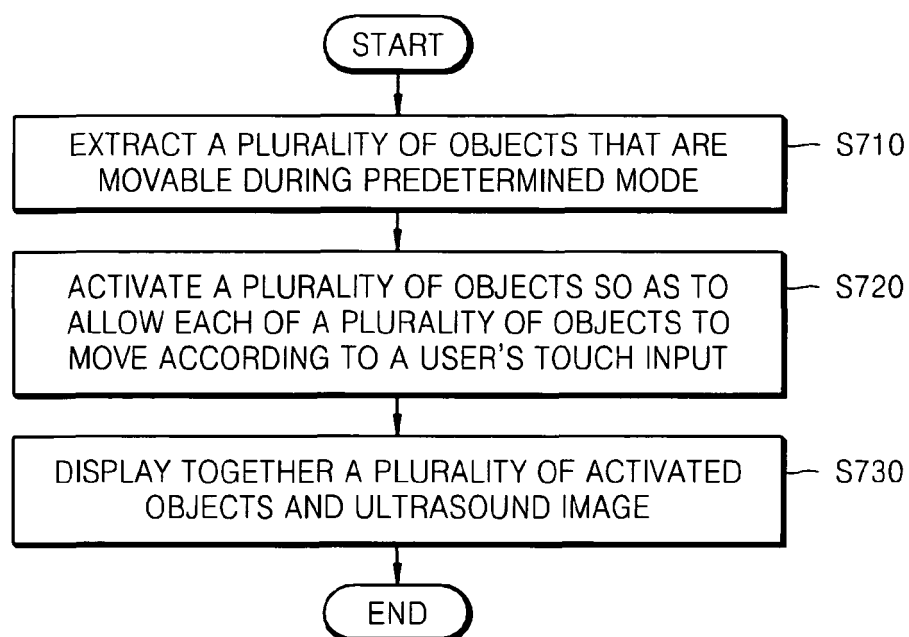 START
EXTRACT A PLURALITY OF OBJECTS THAT ARE
MOVABLE DURING PREDETERMINED MODE
S710
ACTIVATE A PLURALITY OF OBJECTS SO AS TO
ALLOW EACH OF A PLURALITY OF OBJECTS TO
MOVE ACCORDING TO A USER'S TOUCH INPUT
S720
DISPLAY TOGETHER A PLURALITY OF ACTIVATED
OBJECTS AND ULTRASOUND IMAGE
S730
END